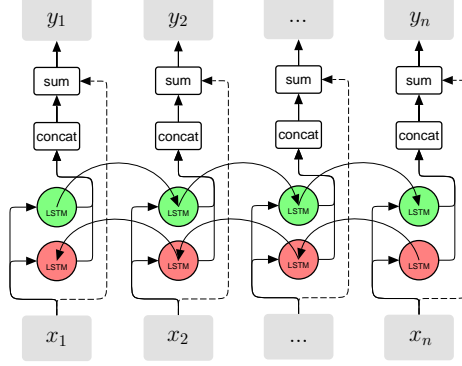 y₁ y₂ ... yₙ
sum sum sum sum
concat concat concat concat
LSTM LSTM LSTM LSTM
LSTM LSTM LSTM LSTM
x₁ x₂ ... xₙ